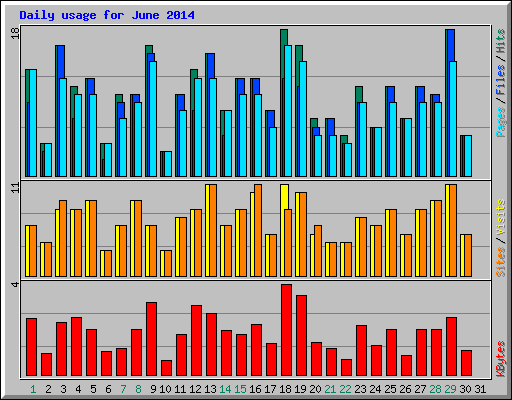 Daily usage for June 2014
18
Pages/Files/Hits
11
Sites/Visits
4
KBytes
1 2 3 4 5 6 7 8 9 10 11 12 13 14 15 16 17 18 19 20 21 22 23 24 25 26 27 28 29 30 31